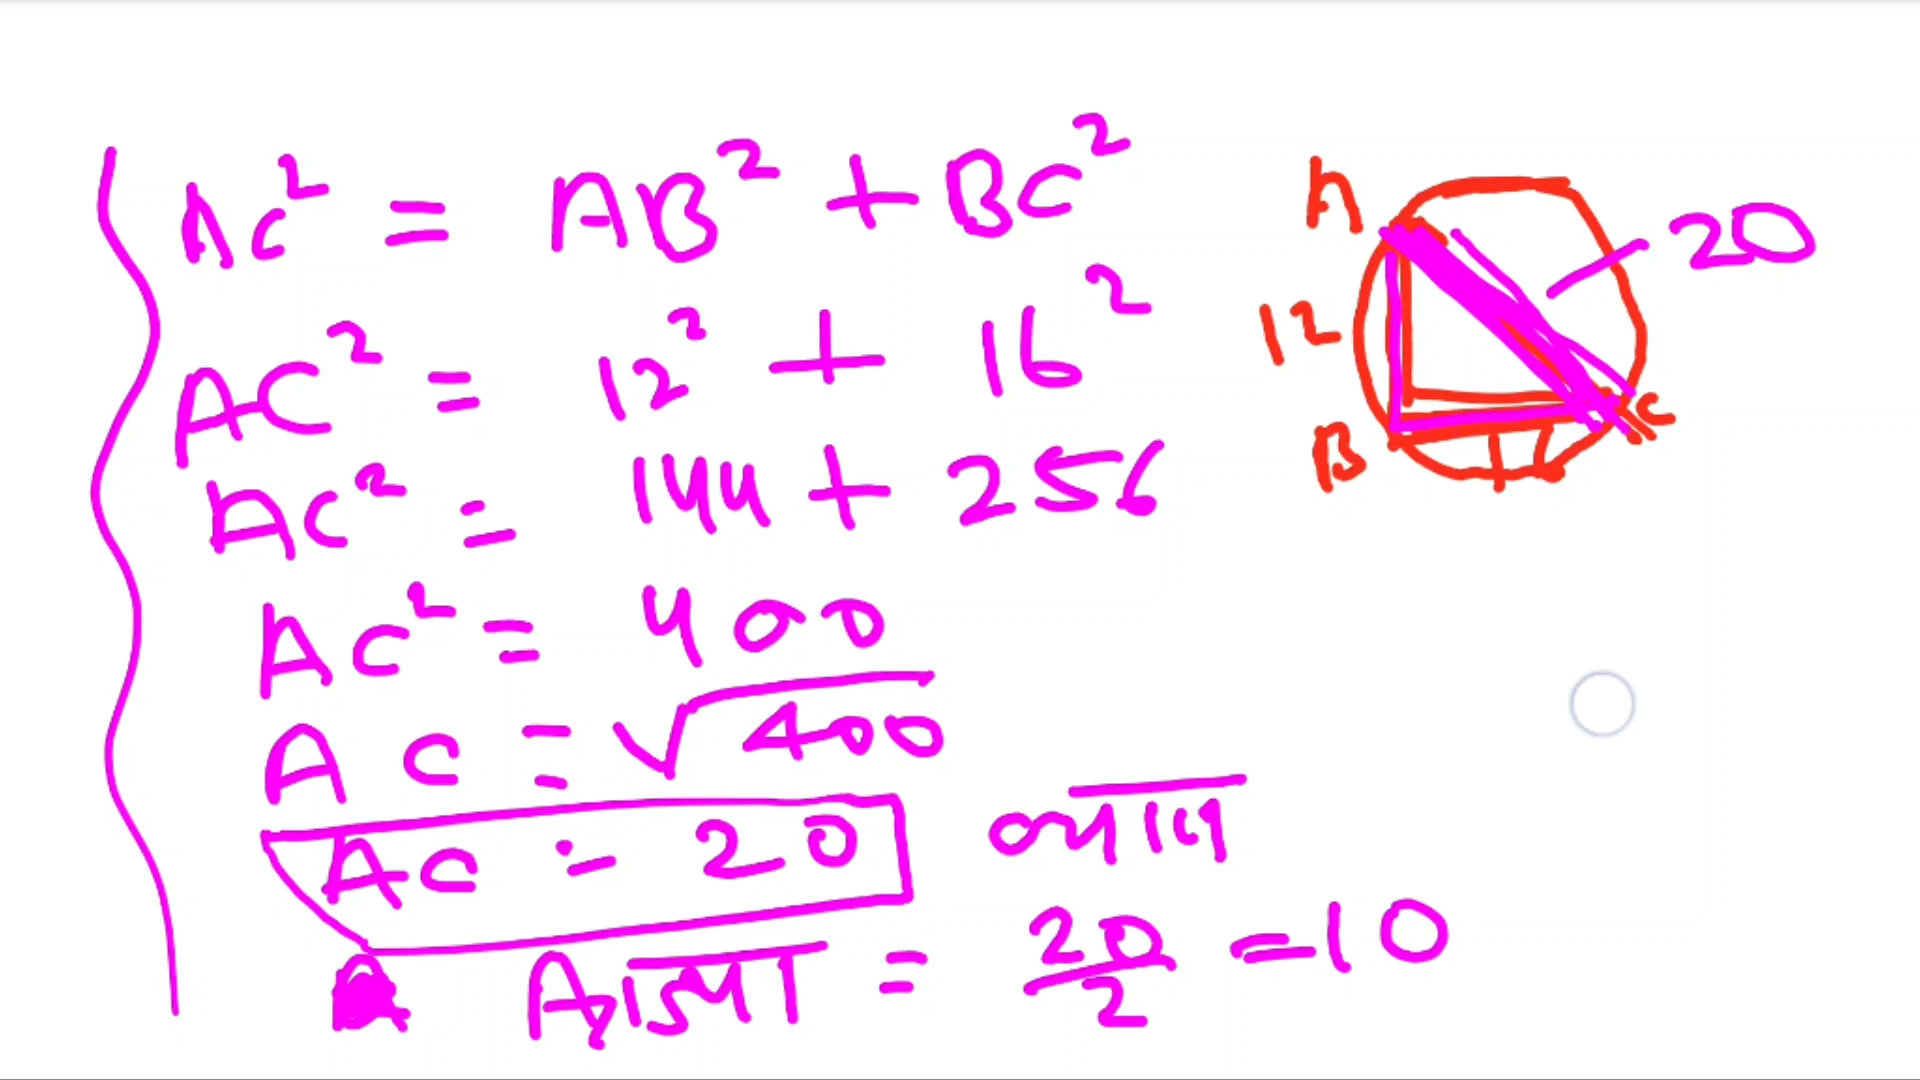 AC² = AB² + BC²
AC² = 12² + 16²
AC² = 144 + 256
AC² = 400
AC = √400
AC = 20 व्यास
त्रिज्या = 20/2 = 10
A
20
12
B
C
16